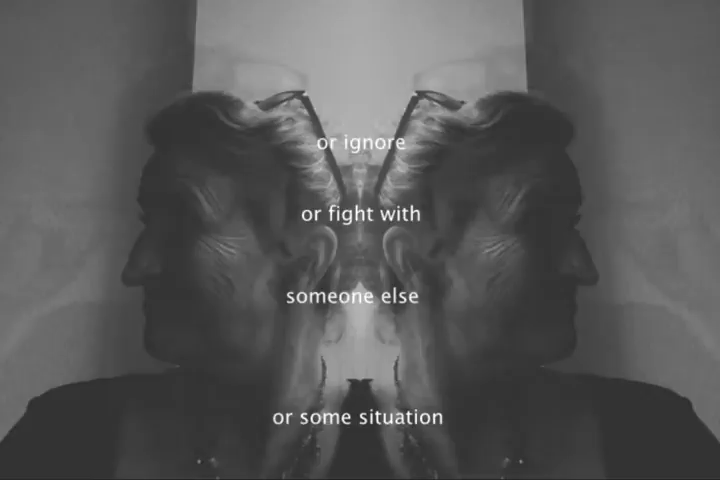 or ignore
or fight with
someone else
or some situation